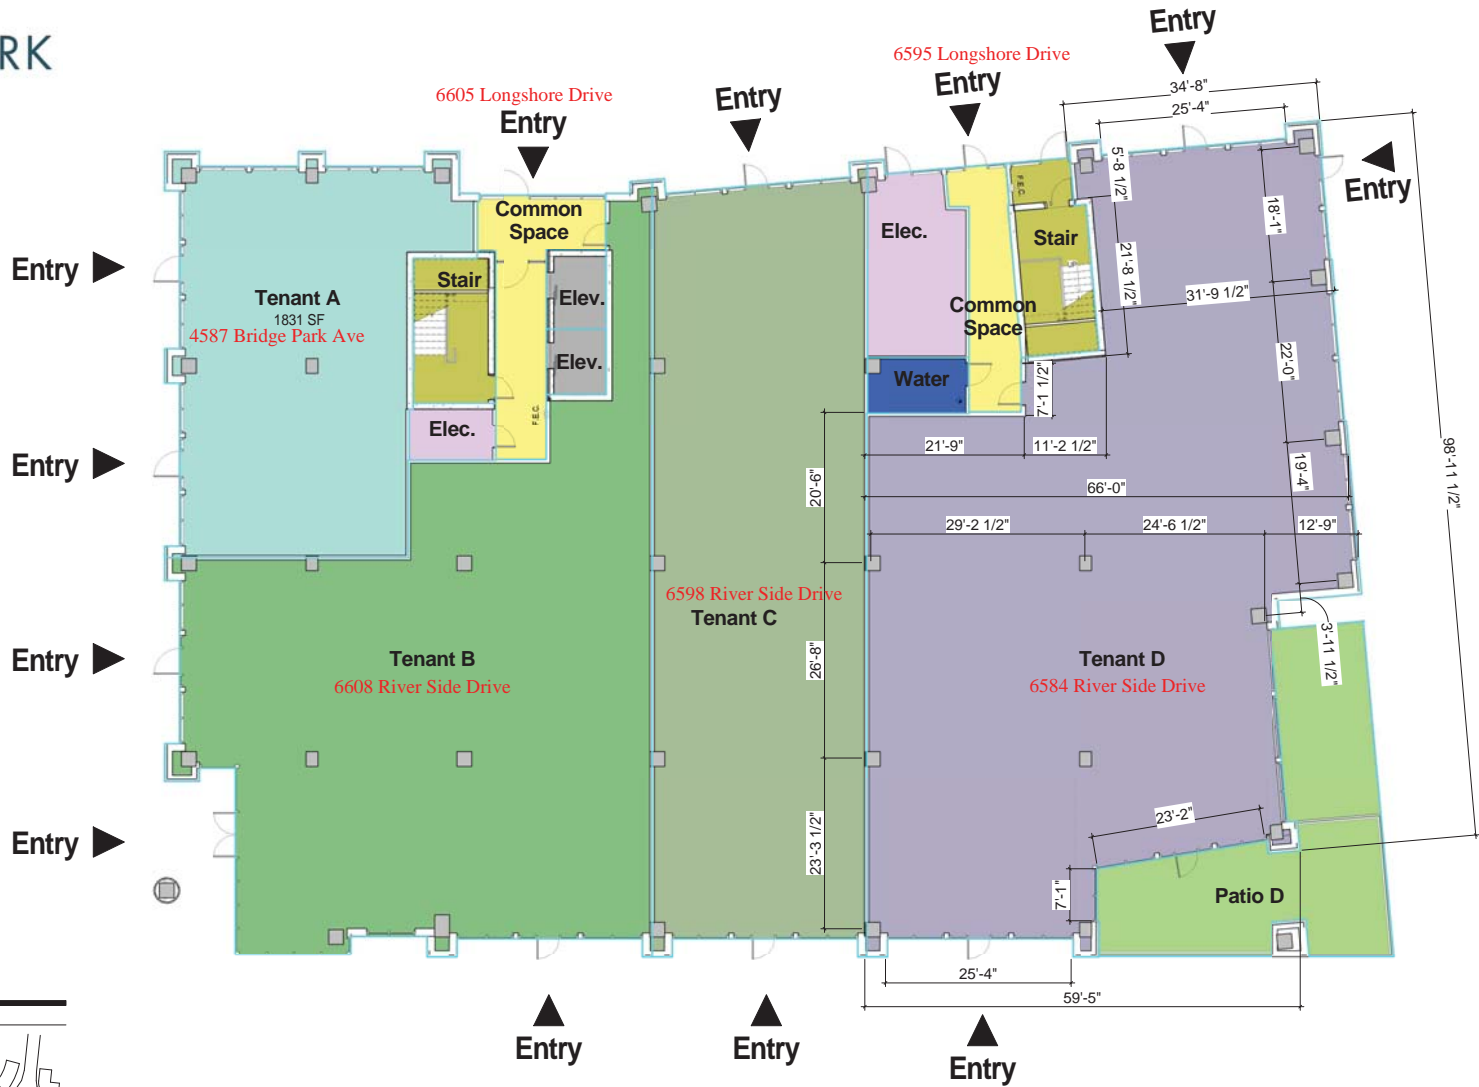 RK
Entry
6595 Longshore Drive
Entry
6605 Longshore Drive
Entry
Entry
34'-8"
25'-4"
5'-8 1/2"
Entry
18'-1"
F.E.C.
Common
Space
Elec.
Stair
21'-8 1/2"
Entry
Stair
Tenant A
1831 SF
4587 Bridge Park Ave
Elev.
Elev.
31'-9 1/2"
Common
Space
22'-0"
Water
7'-1 1/2"
F.E.C.
Elec.
21'-9"
11'-2 1/2"
98'-11 1/2"
Entry
20'-6"
66'-0"
19'-4"
29'-2 1/2"
24'-6 1/2"
12'-9"
6598 River Side Drive
Tenant C
3'-11 1/2"
Entry
Tenant B
6608 River Side Drive
26'-8"
Tenant D
6584 River Side Drive
23'-2"
Entry
23'-3 1/2"
7'-1"
Patio D
25'-4"
59'-5"
Entry
Entry
Entry